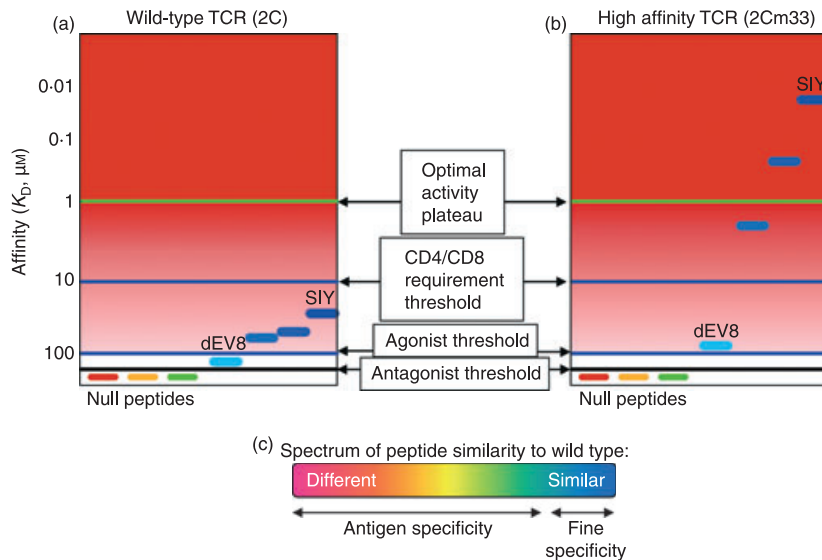 (a)
Wild-type TCR (2C)
(b)
High affinity TCR (2Cm33)
Affinity (KD, μM)
0·01
0·1
1
10
100
SIY
dEV8
Null peptides
Optimal
activity
plateau
CD4/CD8
requirement
threshold
Agonist threshold
Antagonist threshold
SIY
dEV8
Null peptides
(c)
Spectrum of peptide similarity to wild type:
Different
Similar
Antigen specificity
Fine
specificity